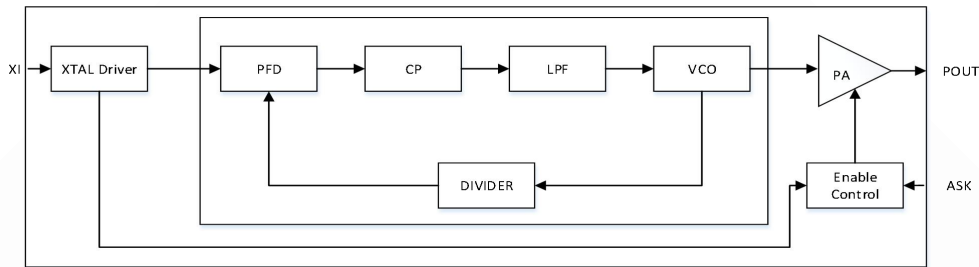 XI
XTAL Driver
PFD
CP
LPF
VCO
PA
POUT
DIVIDER
Enable
Control
ASK